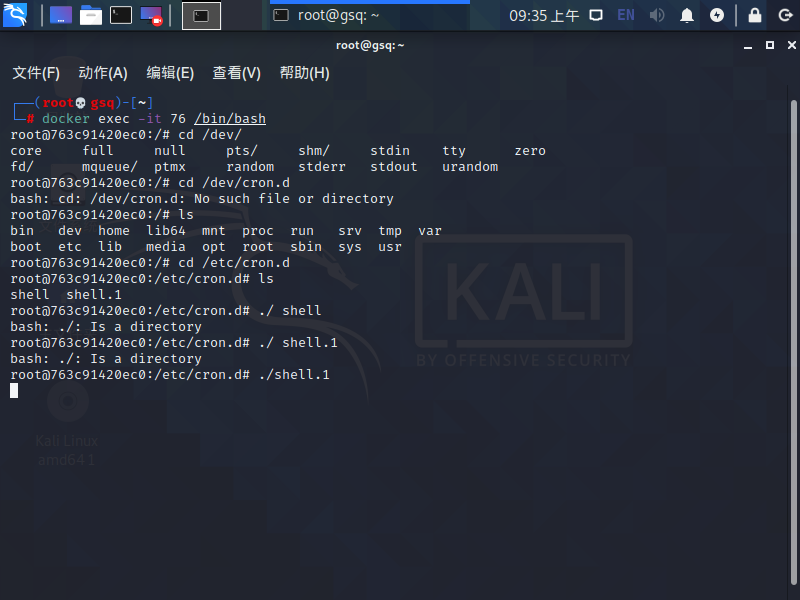 root@gsq: ~
09:35 上午
EN
root@gsq:~
文件(F) 动作(A) 编辑(E) 查看(V) 帮助(H)
┌──(root💀gsq)-[~]
└─# docker exec -it 76 /bin/bash
root@763c91420ec0:/# cd /dev/
core     full     null     pts/     shm/     stdin    tty      zero
fd/      mqueue/  ptmx     random   stderr   stdout   urandom
root@763c91420ec0:/# cd /dev/cron.d
bash: cd: /dev/cron.d: No such file or directory
root@763c91420ec0:/# ls
bin   dev  home  lib64  mnt  proc  run   srv  tmp  var
boot  etc  lib   media  opt  root  sbin  sys  usr
root@763c91420ec0:/# cd /etc/cron.d
root@763c91420ec0:/etc/cron.d# ls
shell  shell.1
root@763c91420ec0:/etc/cron.d# ./ shell
bash: ./: Is a directory
root@763c91420ec0:/etc/cron.d# ./ shell.1
bash: ./: Is a directory
root@763c91420ec0:/etc/cron.d# ./shell.1
KALI
BY OFFENSIVE SECURITY
Kali Linux
amd64 1